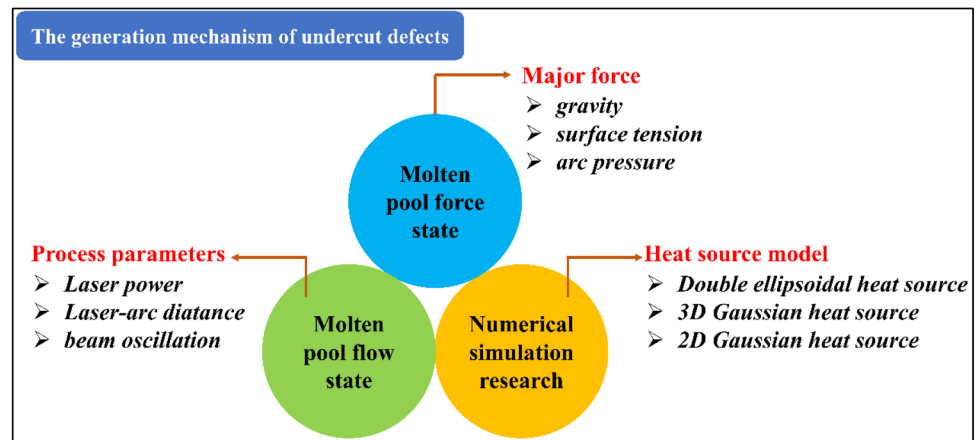 The generation mechanism of undercut defects
Major force
➢ gravity
➢ surface tension
➢ arc pressure
Molten
pool force
state
Process parameters
➢ Laser power
➢ Laser-arc diatance
➢ beam oscillation
Molten
pool flow
state
Numerical
simulation
research
Heat source model
➢ Double ellipsoidal heat source
➢ 3D Gaussian heat source
➢ 2D Gaussian heat source